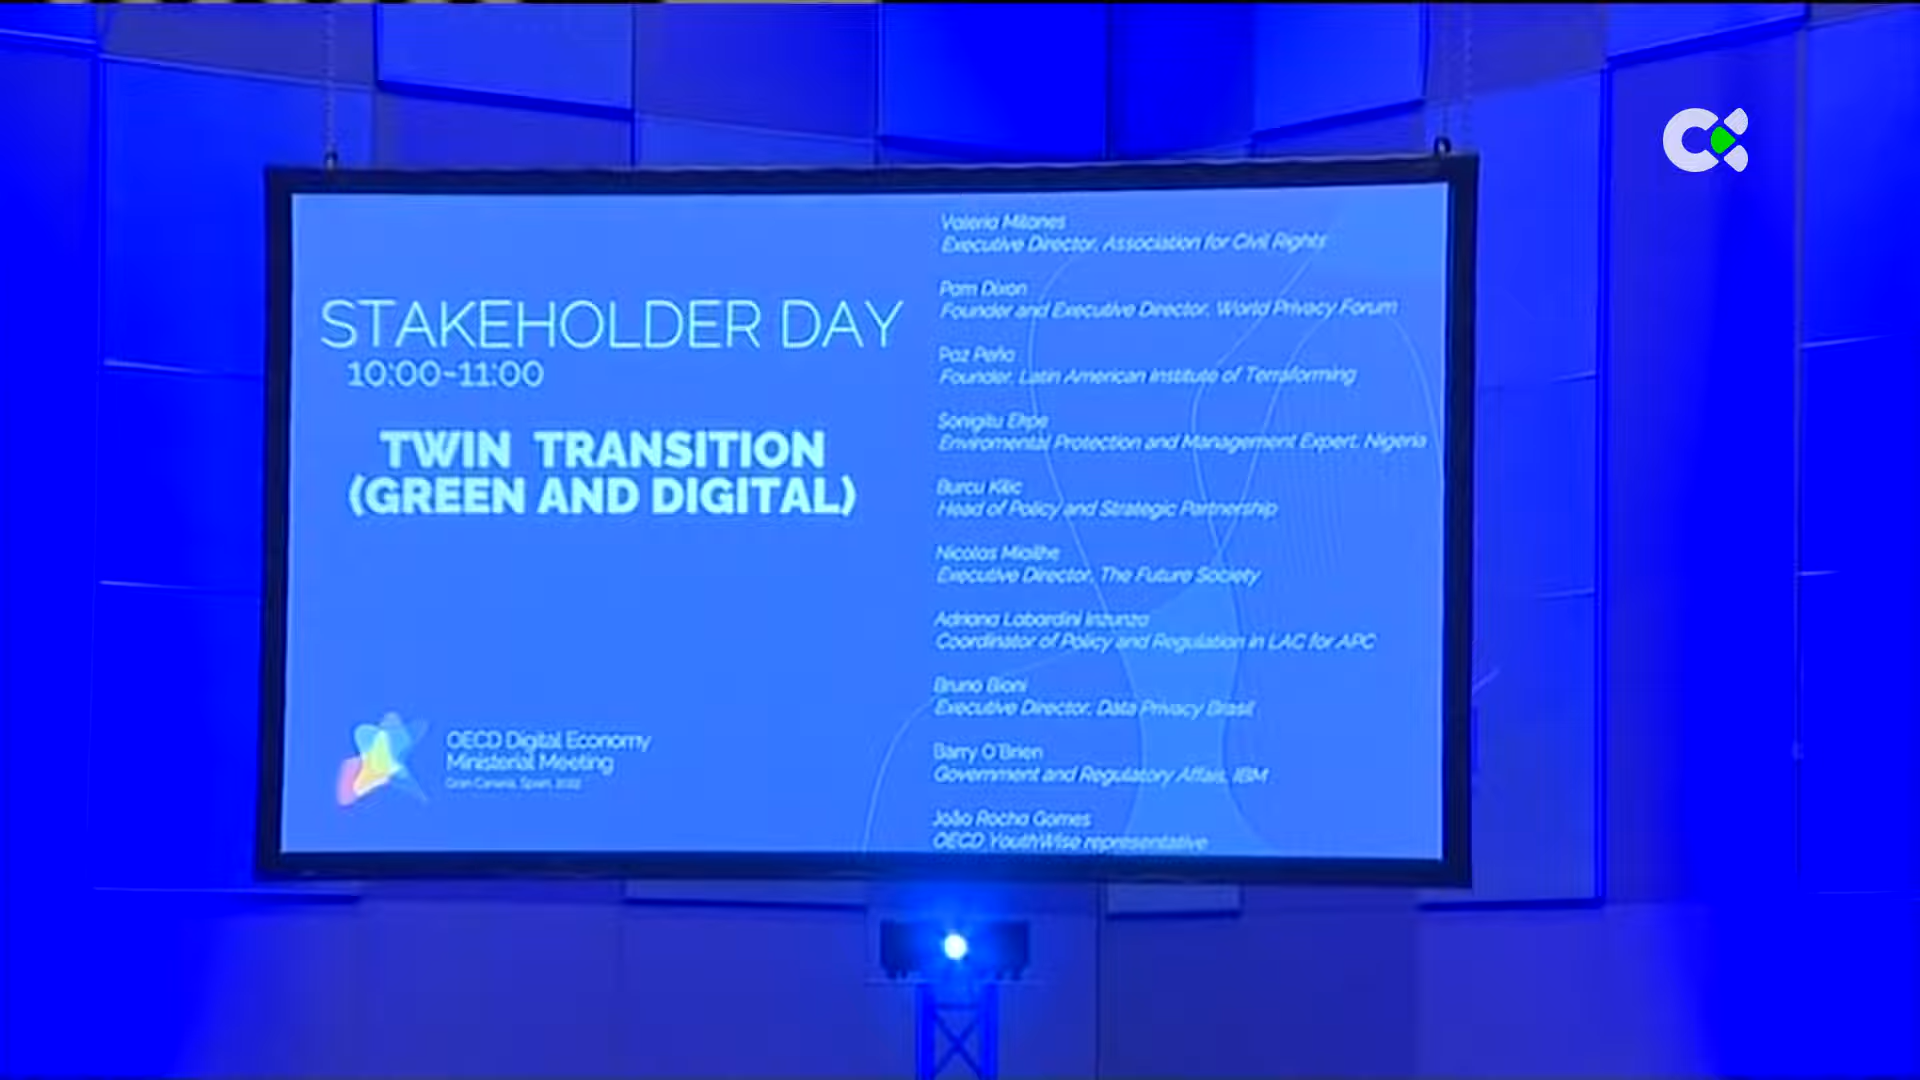 STAKEHOLDER DAY
10:00-11:00
TWIN TRANSITION
(GREEN AND DIGITAL)
OECD Digital Economy
Ministerial Meeting
Gran Canaria, Spain, 2022
Valeria Milanes
Executive Director, Association for Civil Rights
Pam Dixon
Founder and Executive Director, World Privacy Forum
Paz Peña
Founder, Latin American Institute of Terraforming
Sonigitu Ekpe
Enviromental Protection and Management Expert, Nigeria
Burcu Kilic
Head of Policy and Strategic Partnership
Nicolas Miailhe
Executive Director, The Future Society
Adriana Labardini Inzunza
Coordinator of Policy and Regulation in LAC for APC
Bruno Bioni
Executive Director, Data Privacy Brasil
Barry O'Brien
Government and Regulatory Affais, IBM
João Rocha Gomes
OECD YouthWise representative